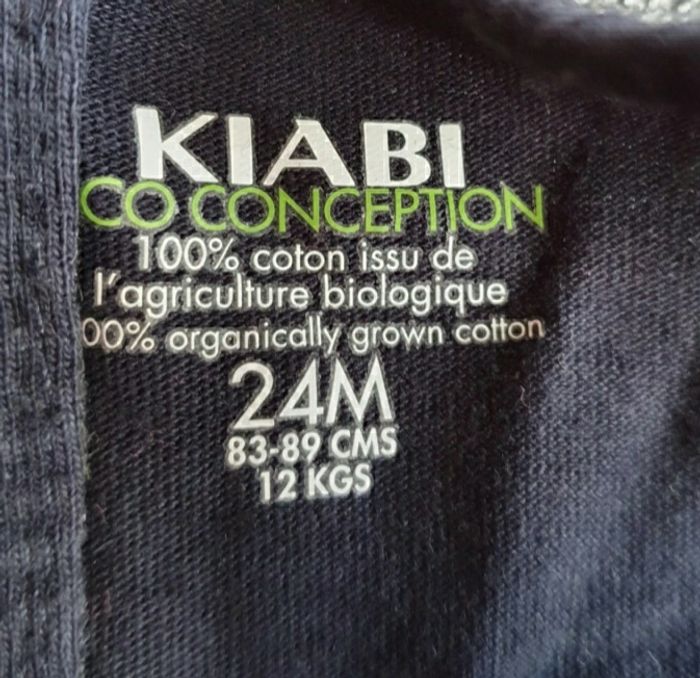 KIABI
CO CONCEPTION
100% coton issu de
l'agriculture biologique
00% organically grown cotton
24M
83-89 CMS
12 KGS